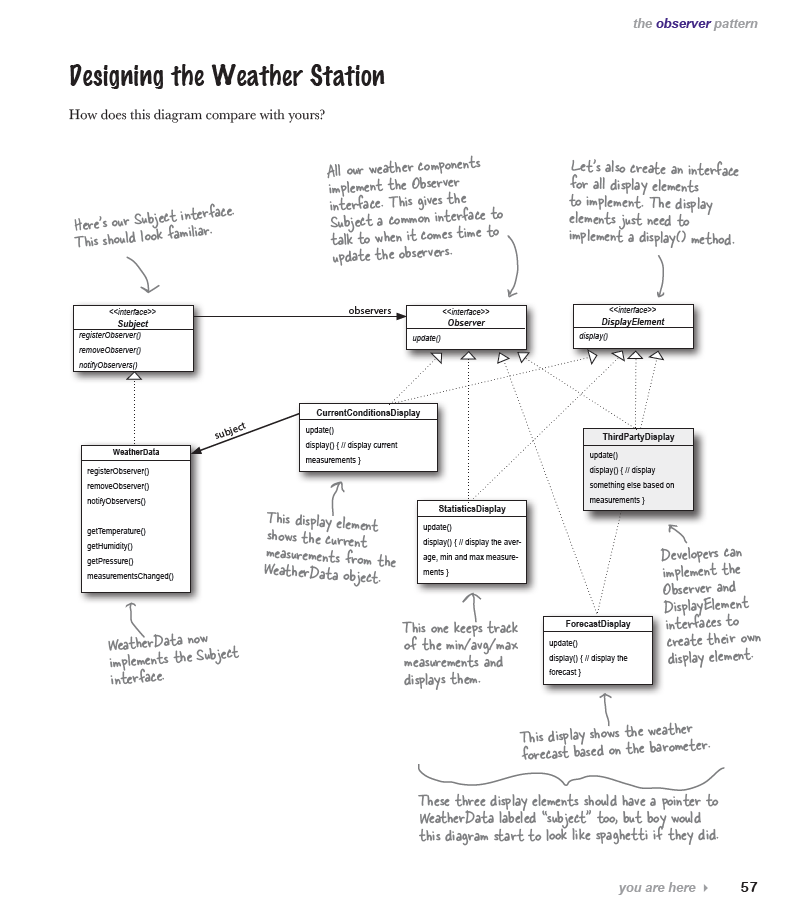 the observer pattern
Designing the Weather Station
How does this diagram compare with yours?
Here's our Subject interface.
This should look familiar.
All our weather components
implement the Observer
interface. This gives the
Subject a common interface to
talk to when it comes time to
update the observers.
Let's also create an interface
for all display elements
to implement. The display
elements just need to
implement a display() method.
<<interface>>
Subject
registerObserver()
removeObserver()
notifyObservers()
observers
<<interface>>
Observer
update()
<<interface>>
DisplayElement
display()
subject
WeatherData
registerObserver()
removeObserver()
notifyObservers()
getTemperature()
getHumidity()
getPressure()
measurementsChanged()
CurrentConditionsDisplay
update()
display() { // display current
measurements }
StatisticsDisplay
update()
display() { // display the aver-
age, min and max measure-
ments }
ThirdPartyDisplay
update()
display() { // display
something else based on
measurements }
ForecastDisplay
update()
display() { // display the
forecast }
This display element
shows the current
measurements from the
WeatherData object.
WeatherData now
implements the Subject
interface.
This one keeps track
of the min/avg/max
measurements and
displays them.
Developers can
implement the
Observer and
DisplayElement
interfaces to
create their own
display element.
This display shows the weather
forecast based on the barometer.
These three display elements should have a pointer to
WeatherData labeled "subject" too, but boy would
this diagram start to look like spaghetti if they did.
you are here 57